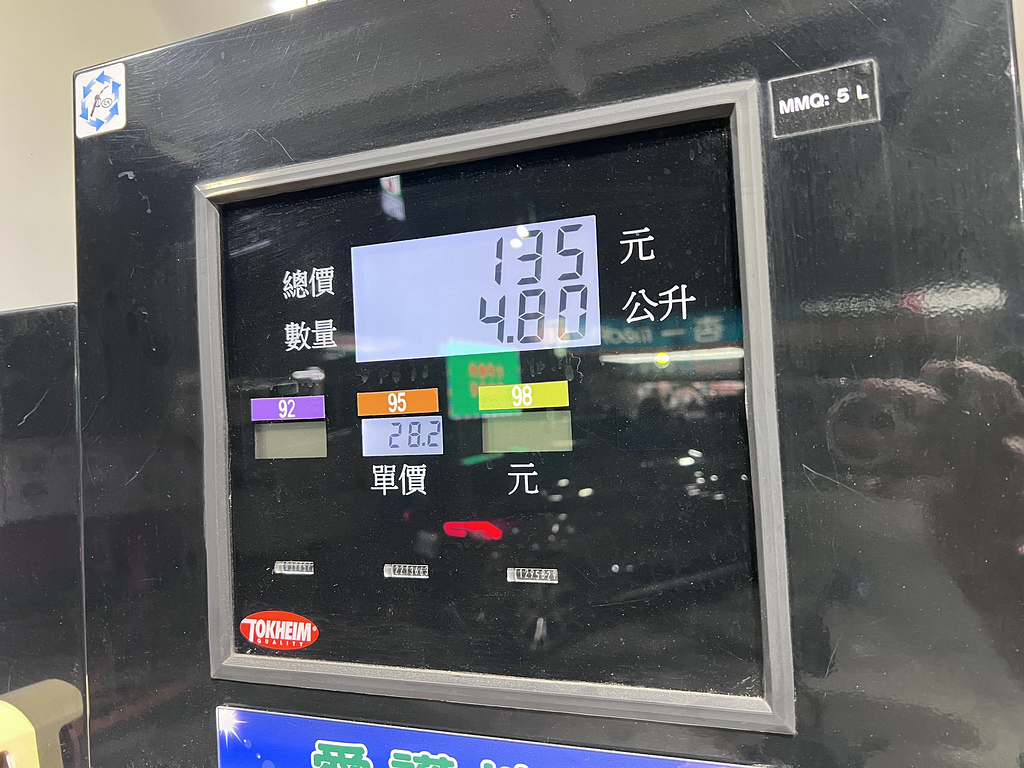 MMQ: 5 L
總價 135 元
數量 4.80 公升
92 95 98
28.2
單價 元
TOKHEIM
QUALITY